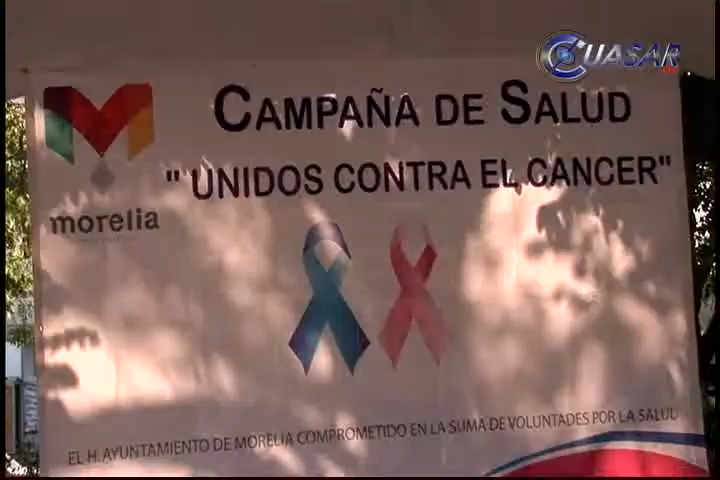 CUASAR
CAMPAÑA DE SALUD
" UNIDOS CONTRA EL CANCER"
morelia
EL H. AYUNTAMIENTO DE MORELIA COMPROMETIDO EN LA SUMA DE VOLUNTADES POR LA SALUD